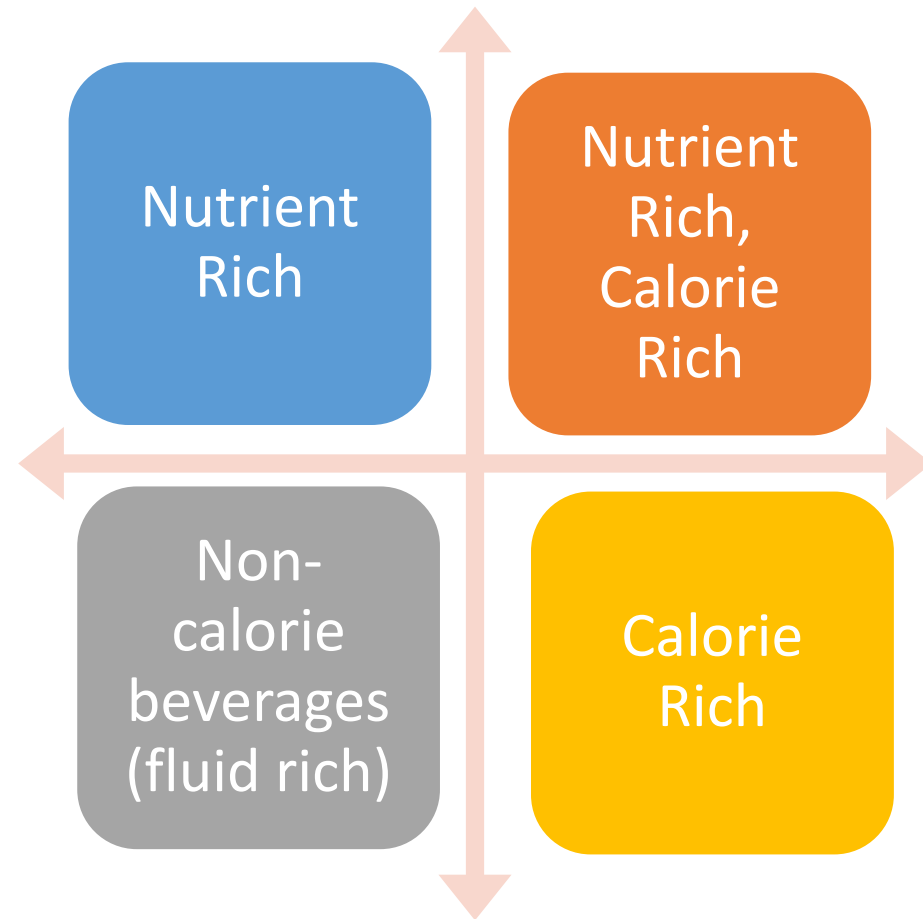 Nutrient
Rich
Nutrient
Rich,
Calorie
Rich
Non-
calorie
beverages
(fluid rich)
Calorie
Rich